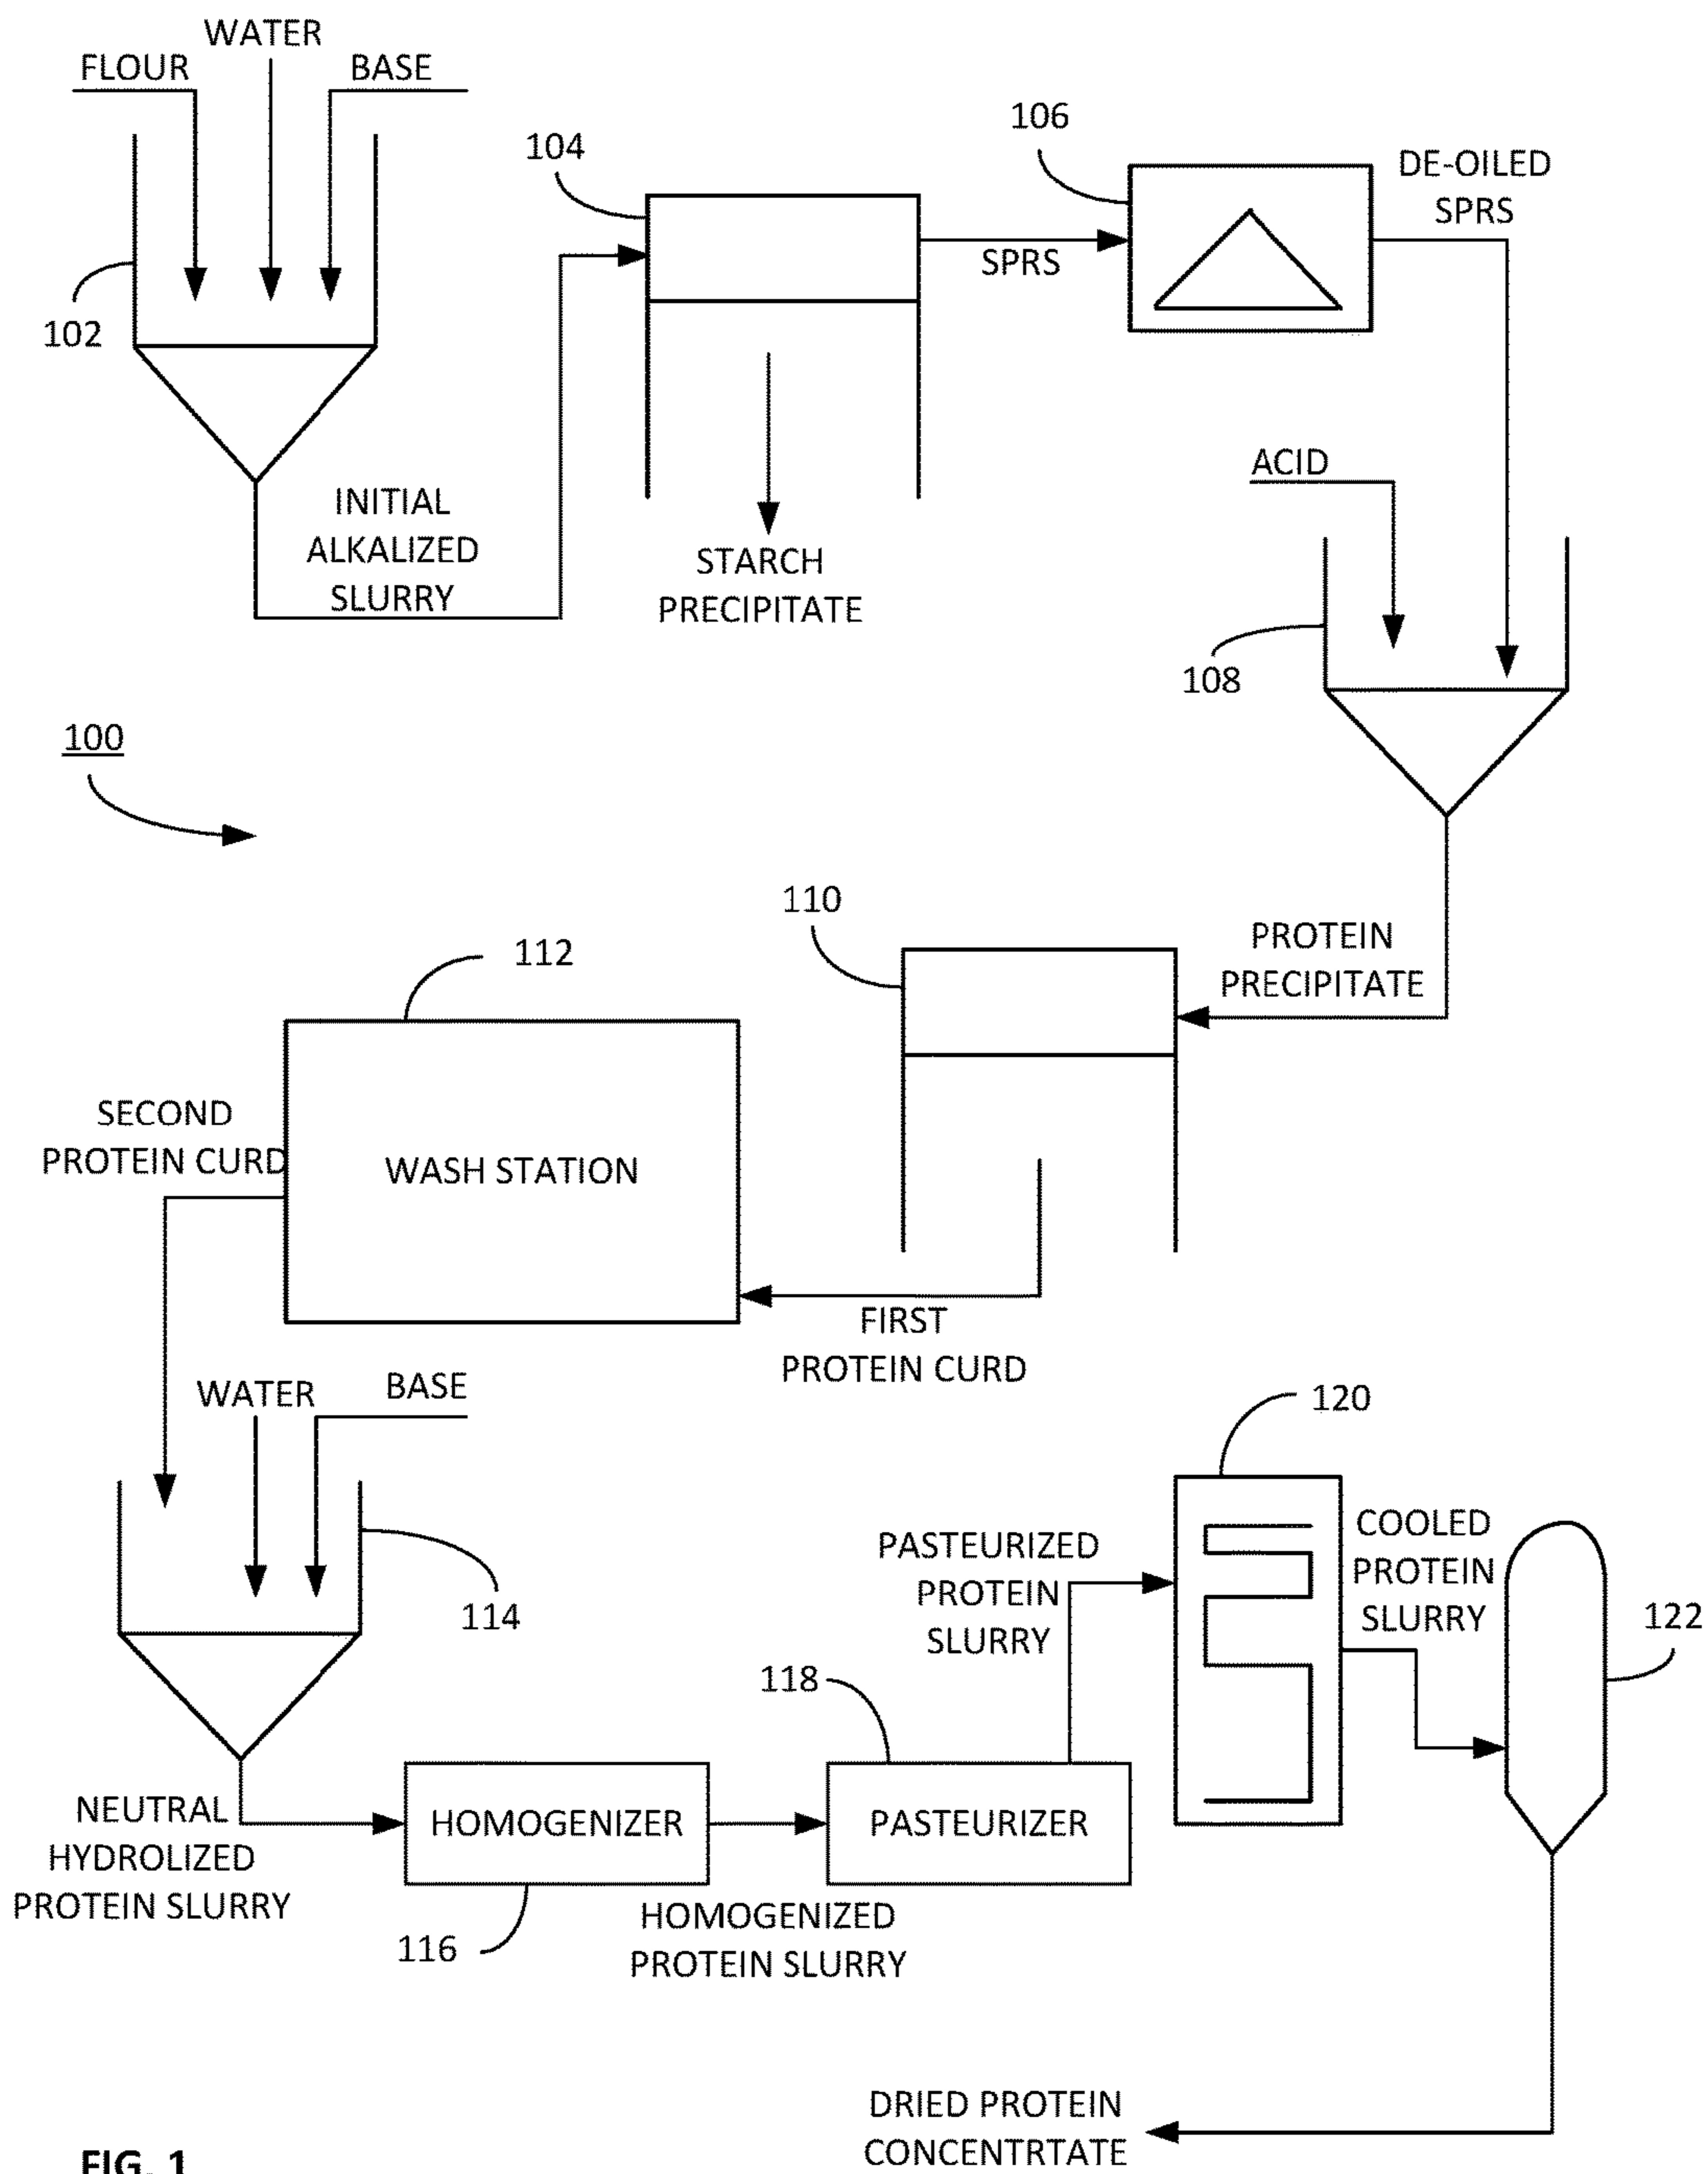 WATER
FLOUR
BASE
106
104
DE-OILED
SPRS
SPRS
102
ACID
INITIAL
ALKALIZED
SLURRY
STARCH
PRECIPITATE
108
100
110
PROTEIN
PRECIPITATE
112
SECOND
PROTEIN CURD
WASH STATION
FIRST
PROTEIN CURD
WATER
BASE
120
114
PASTEURIZED
PROTEIN
SLURRY
COOLED
PROTEIN
SLURRY
122
118
NEUTRAL
HYDROLIZED
PROTEIN SLURRY
HOMOGENIZER
PASTEURIZER
116
HOMOGENIZED
PROTEIN SLURRY
DRIED PROTEIN
CONCENTRTATE
FIG. 1